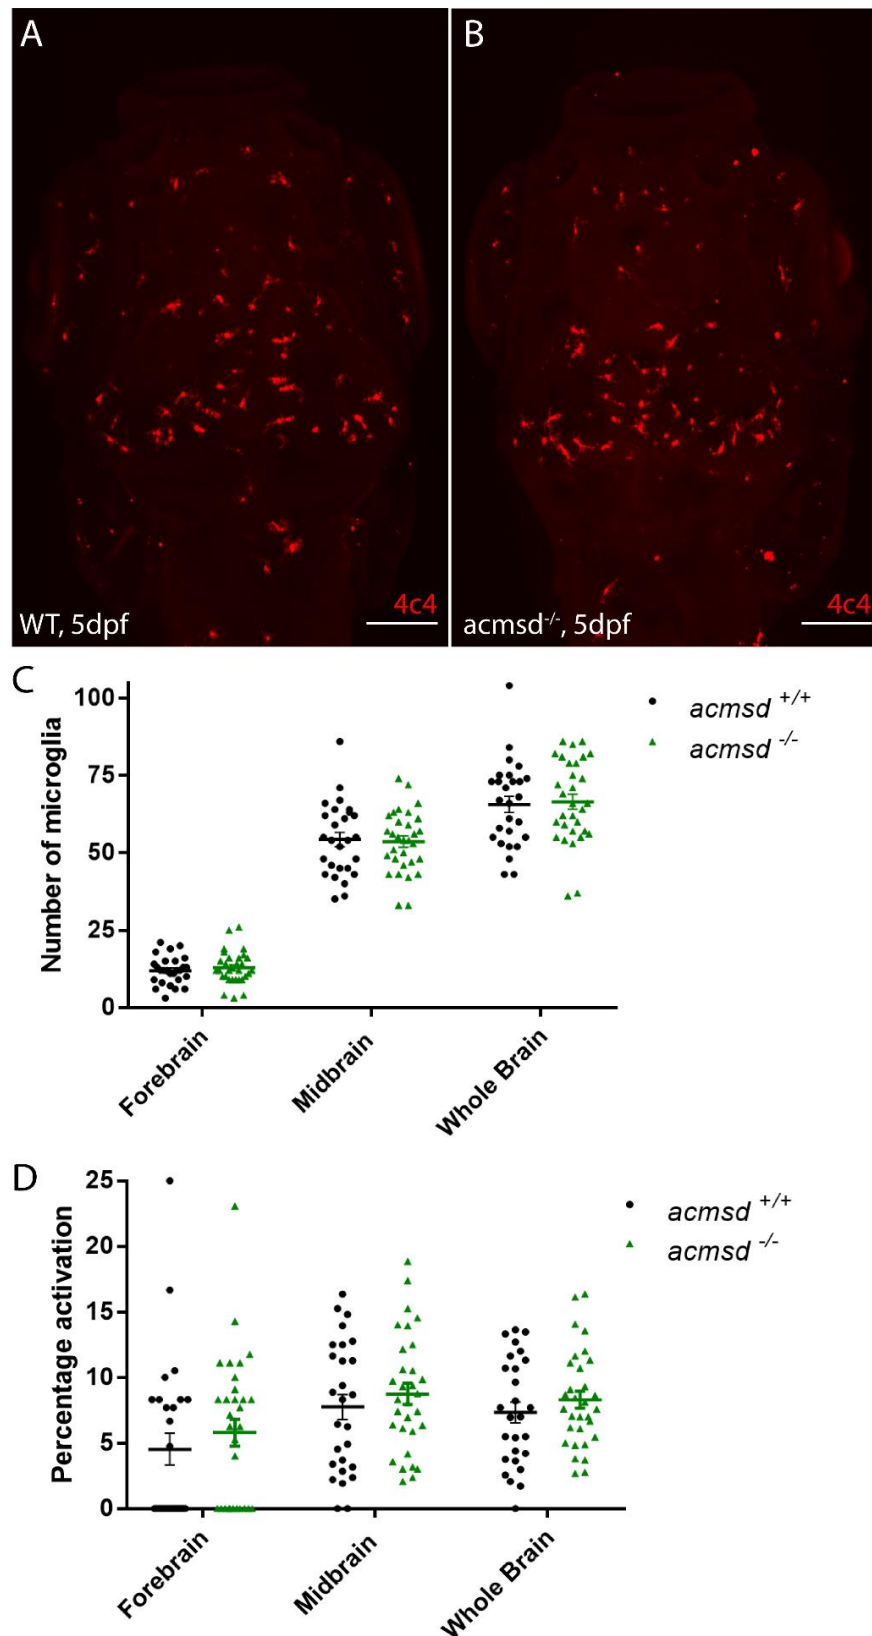 A
B
4c4
WT, 5dpf
4c4
acmsd-/-, 5dpf
C
Number of microglia
100
75
50
25
0
acmsd +/+
acmsd -/-
Forebrain
Midbrain
Whole Brain
D
Percentage activation
25
20
15
10
5
0
acmsd +/+
acmsd -/-
Forebrain
Midbrain
Whole Brain